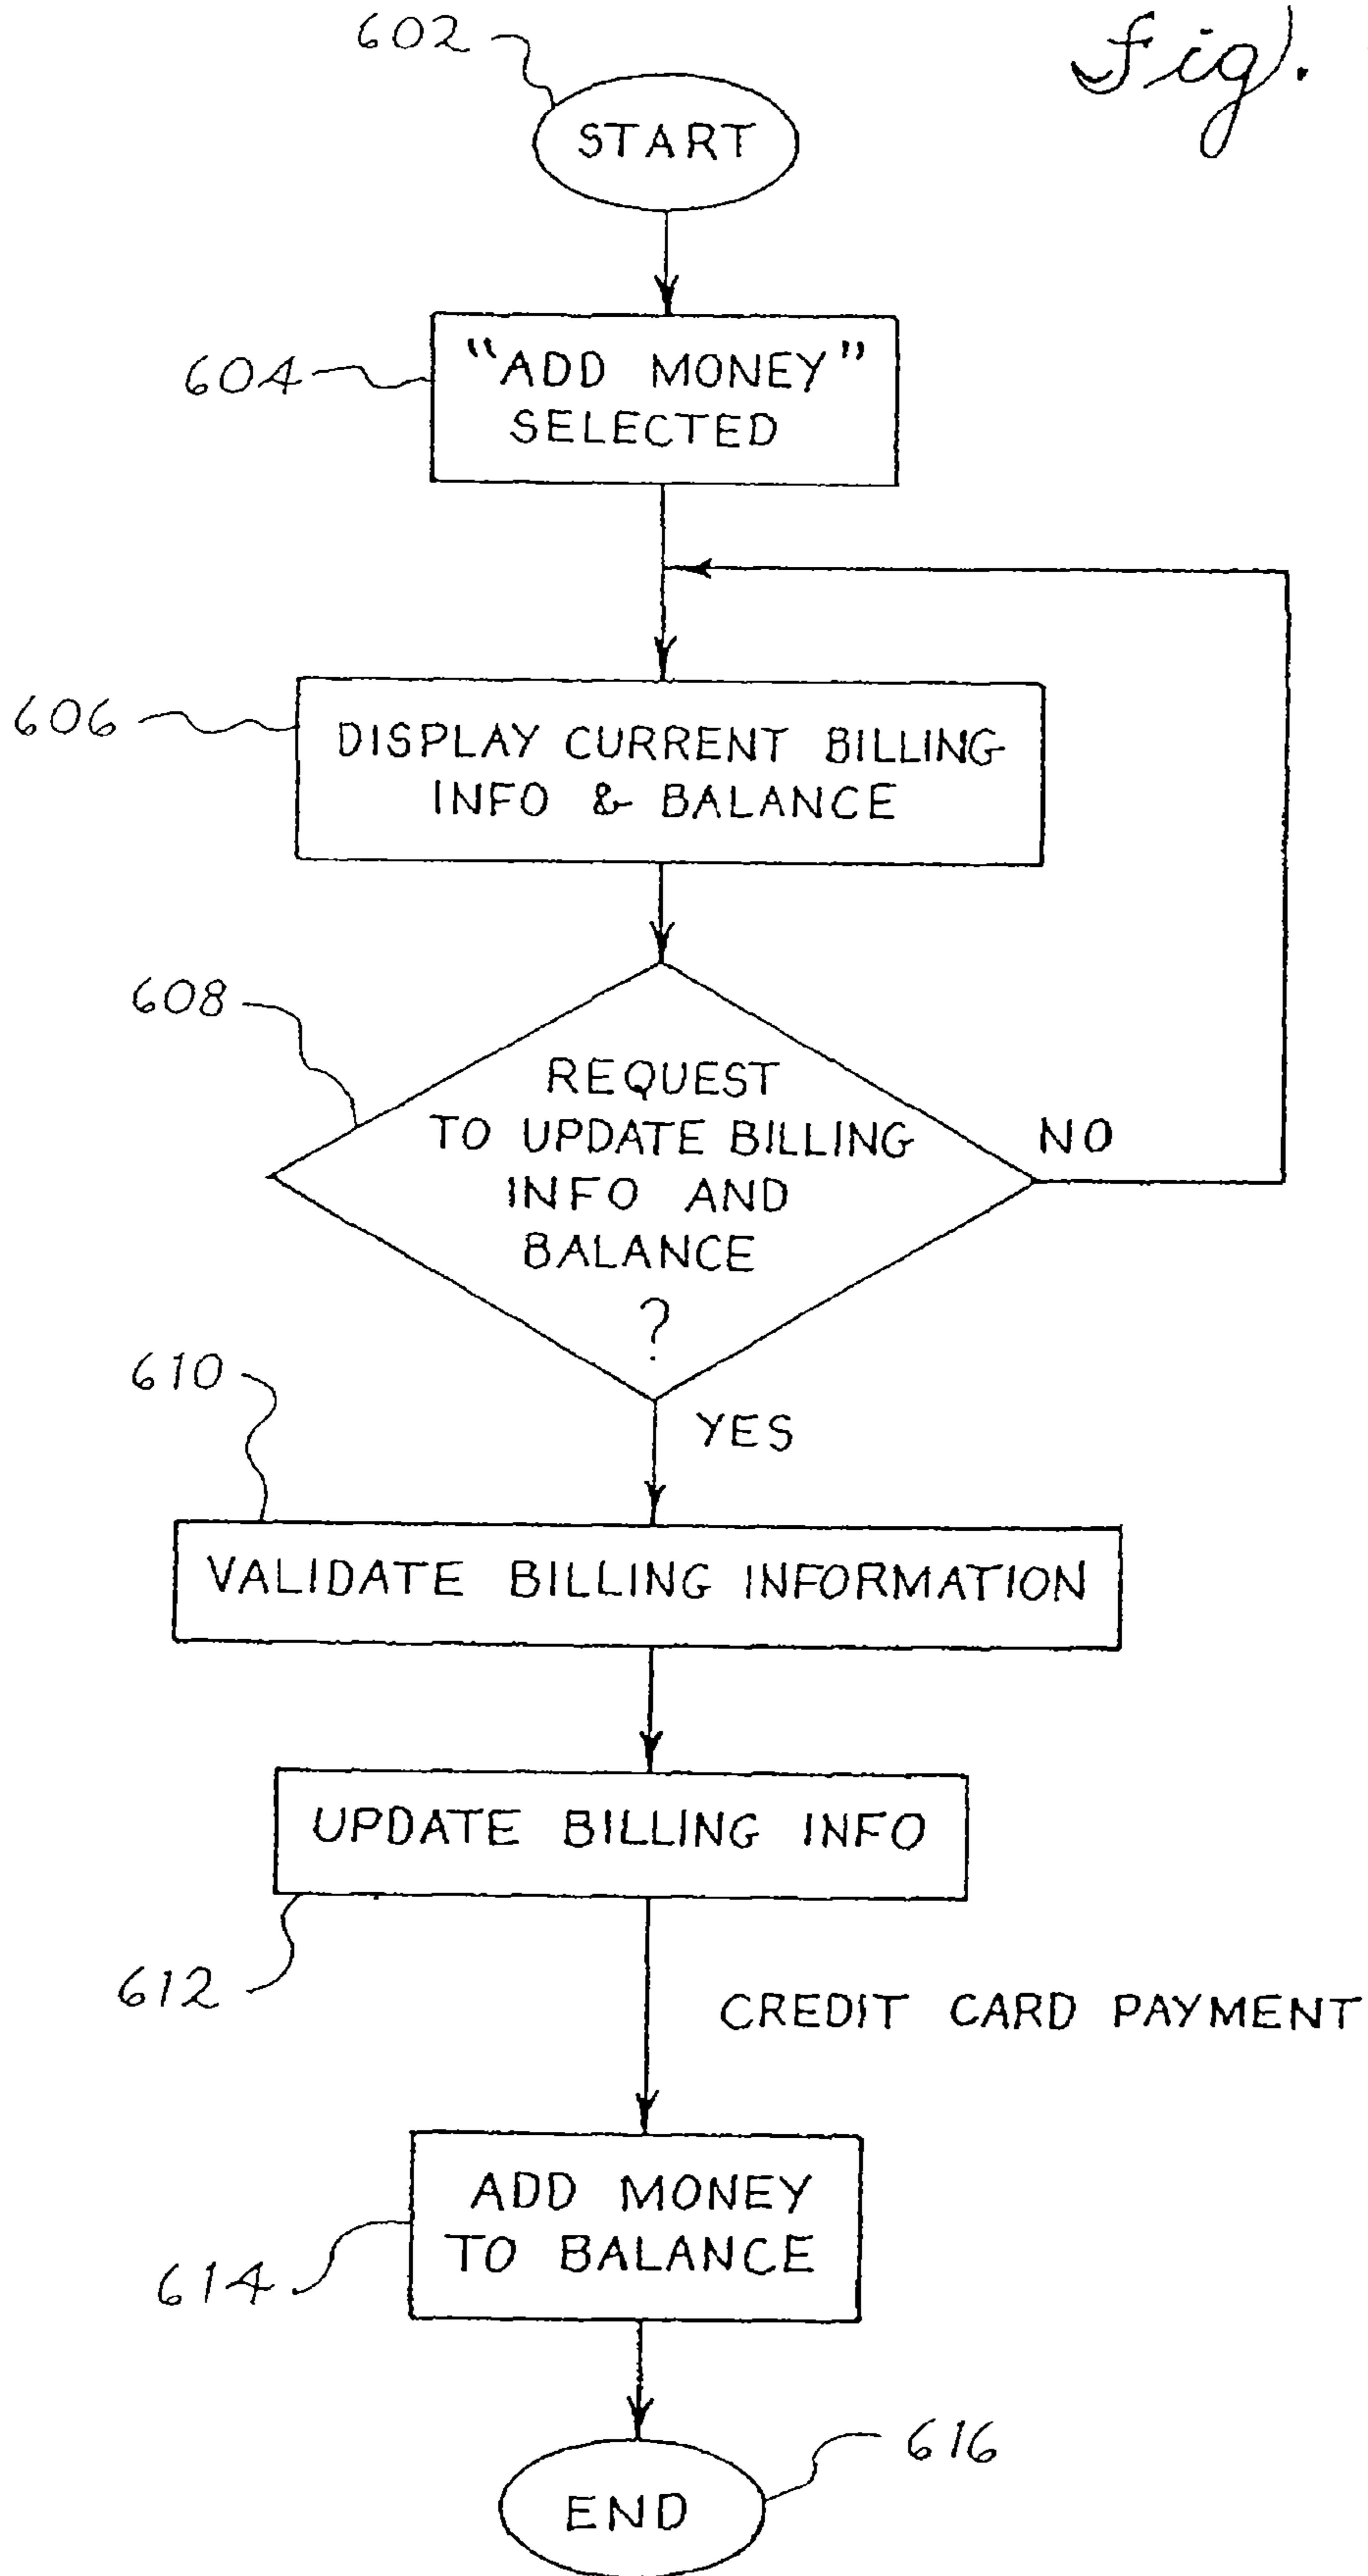 602
Fig.
START
604
"ADD MONEY"
SELECTED
606
DISPLAY CURRENT BILLING
INFO & BALANCE
608
REQUEST
TO UPDATE BILLING
INFO AND
BALANCE
?
NO
YES
610
VALIDATE BILLING INFORMATION
UPDATE BILLING INFO
612
CREDIT CARD PAYMENT
ADD MONEY
TO BALANCE
614
616
END